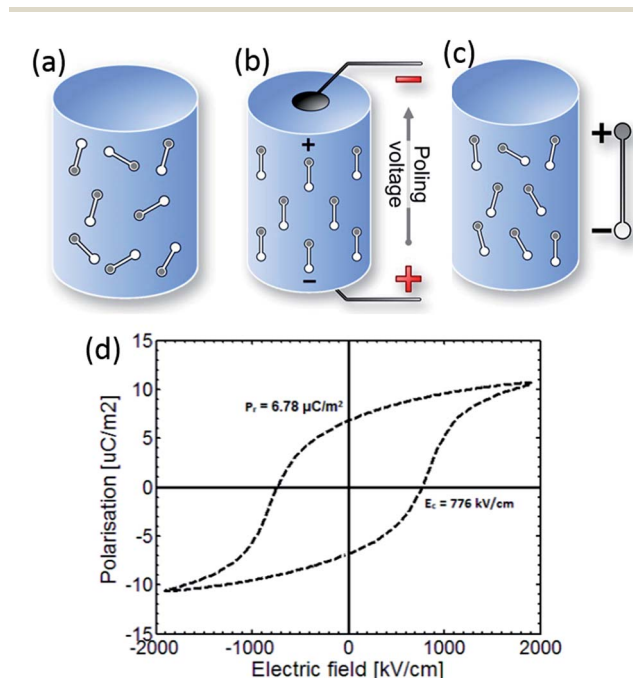 (a)
(b)
(c)
+
−
−
+
Poling voltage
+
−
(d)
Polarisation [uC/m2]
15
10
5
0
-5
-10
-15
Pᵣ = 6.78 µC/m²
E꜀ = 776 kV/cm
-2000 -1000 0 1000 2000
Electric field [kV/cm]